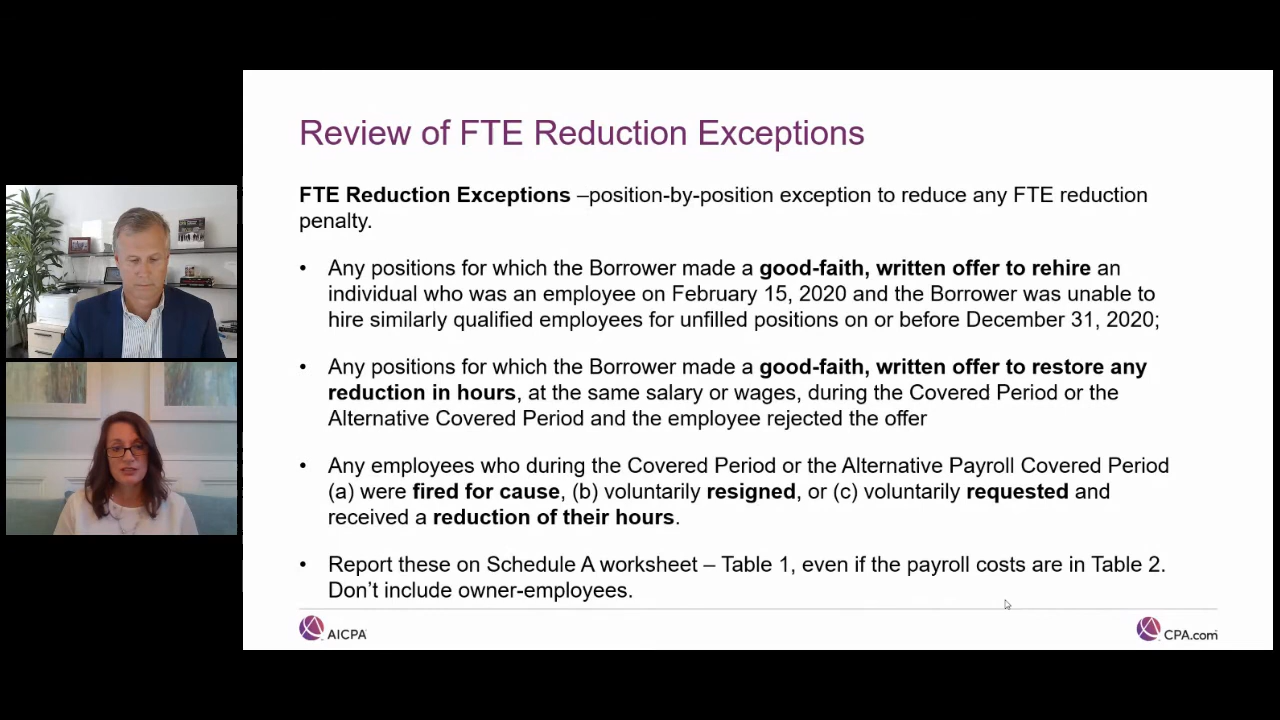 Review of FTE Reduction Exceptions
FTE Reduction Exceptions –position-by-position exception to reduce any FTE reduction
penalty.
• Any positions for which the Borrower made a good-faith, written offer to rehire an
individual who was an employee on February 15, 2020 and the Borrower was unable to
hire similarly qualified employees for unfilled positions on or before December 31, 2020;
• Any positions for which the Borrower made a good-faith, written offer to restore any
reduction in hours, at the same salary or wages, during the Covered Period or the
Alternative Covered Period and the employee rejected the offer
• Any employees who during the Covered Period or the Alternative Payroll Covered Period
(a) were fired for cause, (b) voluntarily resigned, or (c) voluntarily requested and
received a reduction of their hours.
• Report these on Schedule A worksheet – Table 1, even if the payroll costs are in Table 2.
Don’t include owner-employees.
AICPA
CPA.com